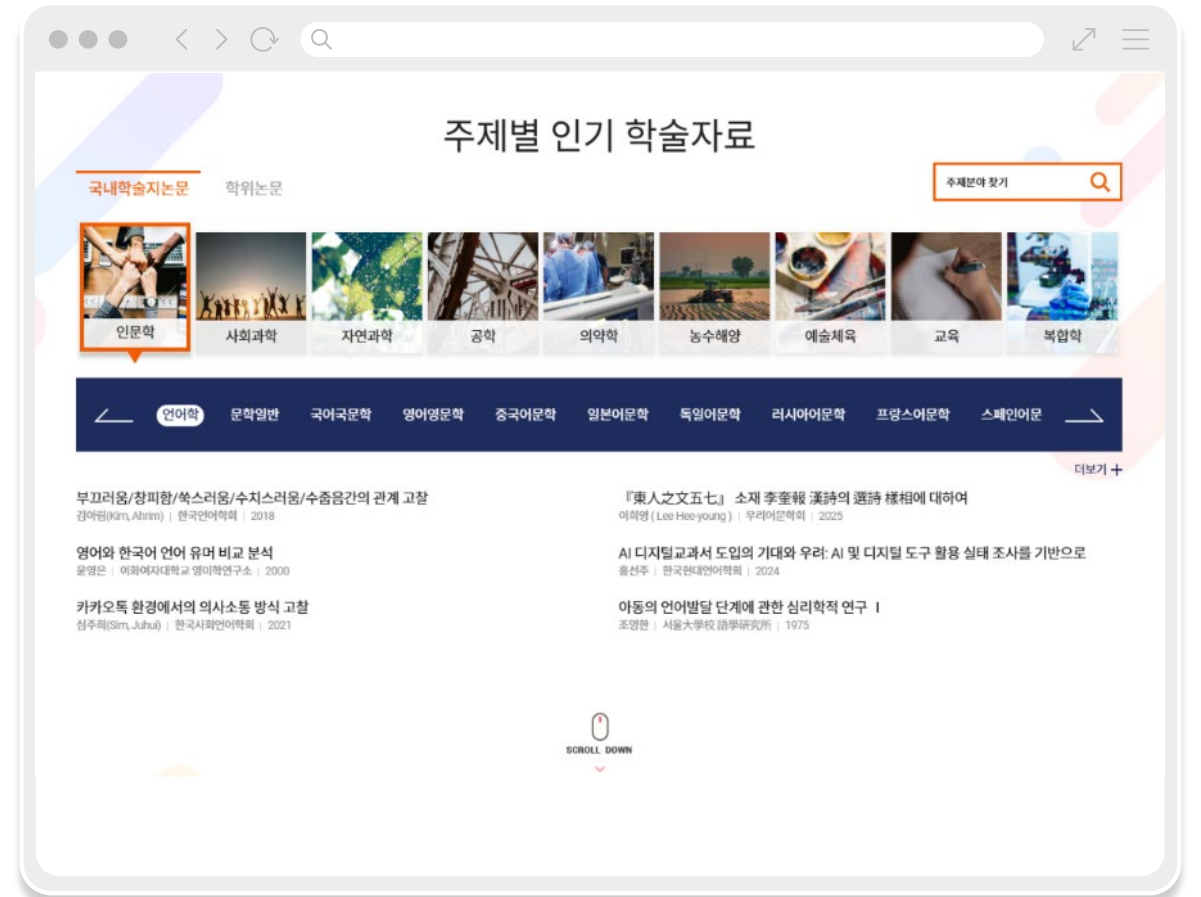 주제별 인기 학술자료
국내학술지논문 학위논문
주제분야 찾기
인문학 사회과학 자연과학 공학 의약학 농수해양 예술체육 교육 복합학
언어학 문학일반 국어국문학 영어영문학 중국어문학 일본어문학 독일어문학 러시아어문학 프랑스어문학 스페인어문
더보기 +
부끄러움/창피함/쑥스러움/수치스러움/수줍음간의 관계 고찰
김아림(Kim, Ahrim) | 한국언어학회 | 2018
영어와 한국어 언어 유머 비교 분석
윤영은 | 이화여자대학교 영미학연구소 | 2000
카카오톡 환경에서의 의사소통 방식 고찰
심주희(Sim, Juhui) | 한국사회언어학회 | 2021
『東人之文五七』 소재 李奎報 漢詩의 選詩 樣相에 대하여
이희영 ( Lee Hee-young ) | 우리어문학회 | 2025
AI 디지털교과서 도입의 기대와 우려: AI 및 디지털 도구 활용 실태 조사를 기반으로
홍선주 | 한국현대언어학회 | 2024
아동의 언어발달 단계에 관한 심리학적 연구 Ⅰ
조명한 | 서울大學校 語學硏究所 | 1975
SCROLL DOWN